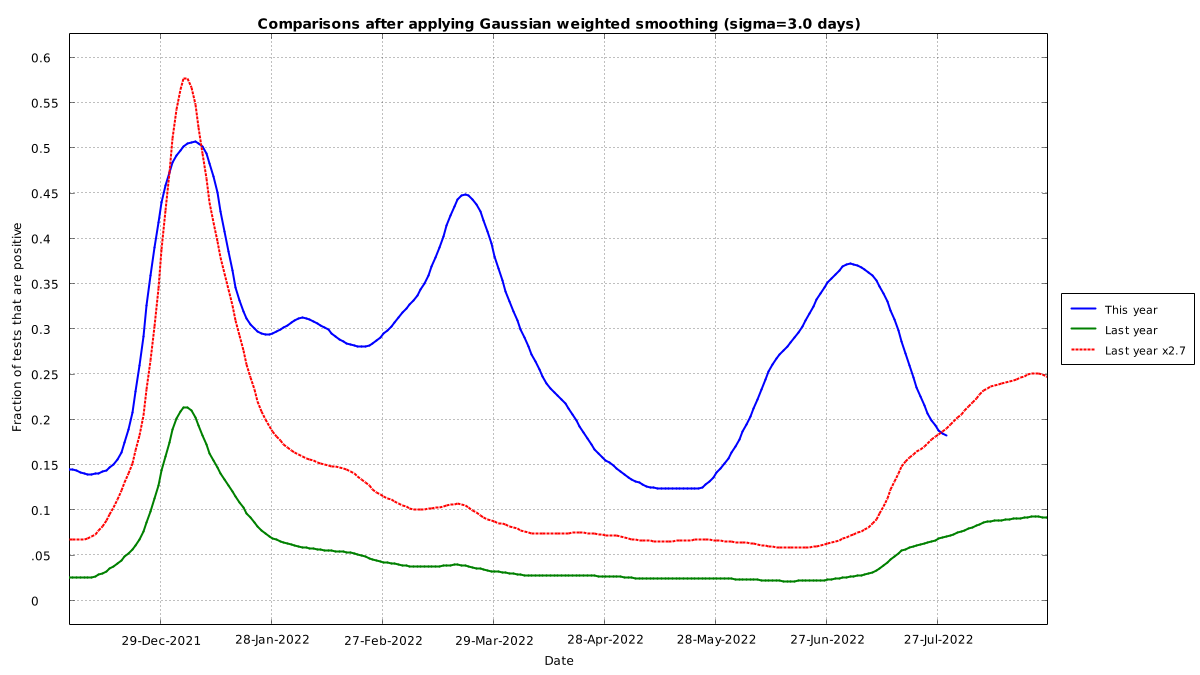 Comparisons after applying Gaussian weighted smoothing (sigma=3.0 days)
Fraction of tests that are positive
0.6
0.55
0.5
0.45
0.4
0.35
0.3
0.25
0.2
0.15
0.1
.05
0
29-Dec-2021 28-Jan-2022 27-Feb-2022 29-Mar-2022 28-Apr-2022 28-May-2022 27-Jun-2022 27-Jul-2022
Date
This year
Last year
Last year x2.7